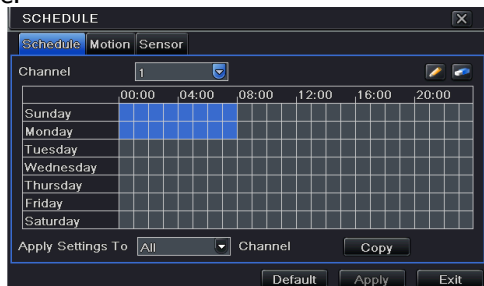 SCHEDULE
Schedule Motion Sensor
Channel 1
00:00 04:00 08:00 12:00 16:00 20:00
Sunday
Monday
Tuesday
Wednesday
Thursday
Friday
Saturday
Apply Settings To All Channel Copy
Default Apply Exit